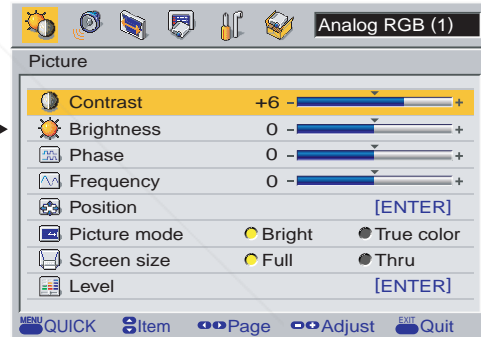 Analog RGB (1)
Picture
Contrast +6 - +
Brightness 0 - +
Phase 0 - +
Frequency 0 - +
Position [ENTER]
Picture mode Bright True color
Screen size Full Thru
Level [ENTER]
MENU QUICK Item Page Adjust EXIT Quit